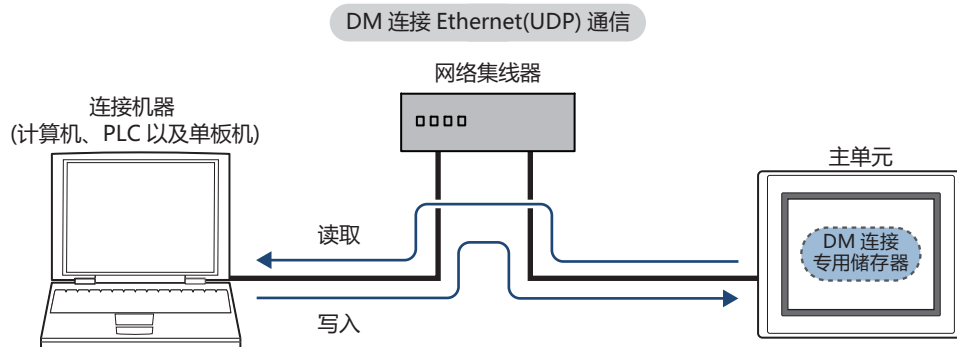 DM 连接 Ethernet(UDP) 通信
网络集线器
连接机器
(计算机、PLC 以及单板机)
主单元
读取
DM 连接
专用储存器
写入